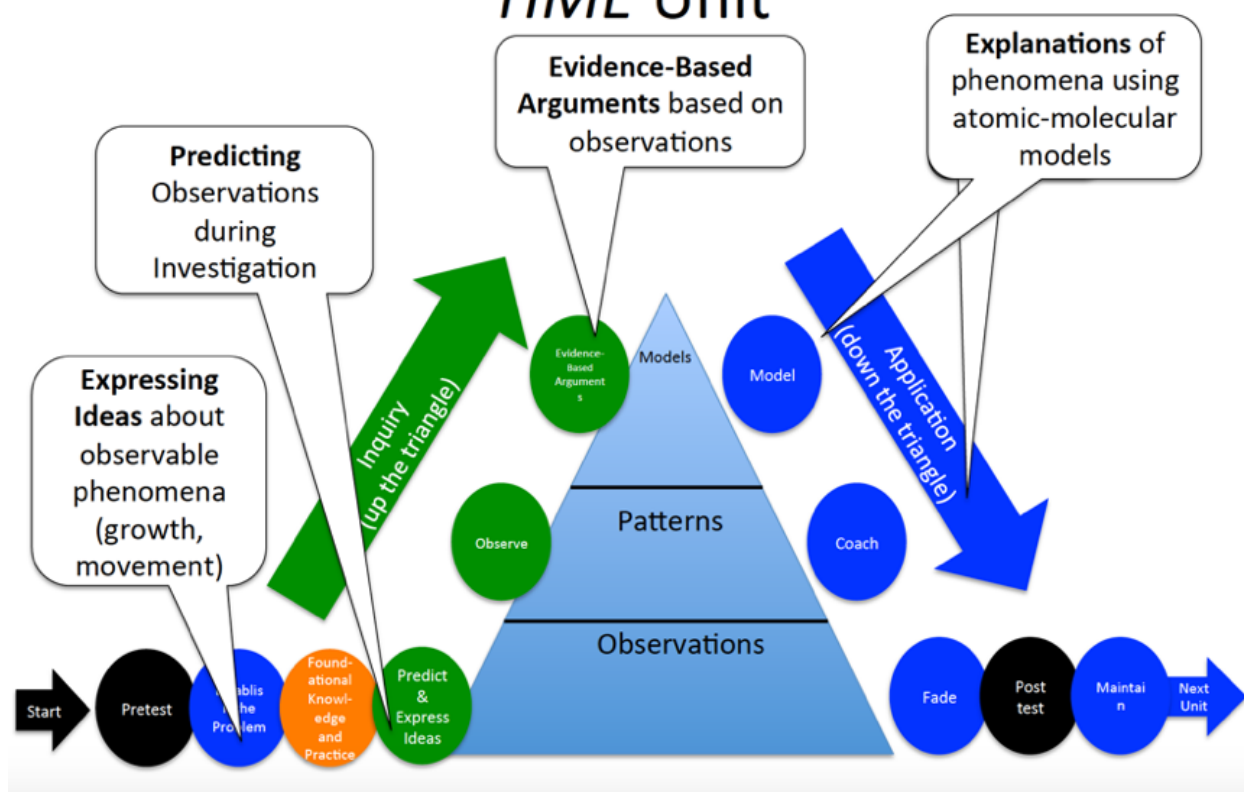 TIME Unit
Expressing
Ideas about
observable
phenomena
(growth,
movement)
Predicting
Observations
during
Investigation
Evidence-Based
Arguments based on
observations
Explanations of
phenomena using
atomic-molecular
models
Inquiry
(up the triangle)
Application
(down the triangle)
Evidence-
Based
Argument
s
Models
Model
Observe
Patterns
Coach
Observations
Start
Pretest
the
Problem
Found-
ational
Knowl-
edge
and
Practice
Predict
&
Express
Ideas
Fade
Post
test
Maintai
n
Next
Unit